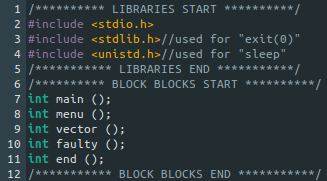 1 /********** LIBRARIES START **********/
2 #include <stdio.h>
3 #include <stdlib.h>//used for "exit(0)"
4 #include <unistd.h>//used for "sleep"
5 /*********** LIBRARIES END ***********/
6 /********** BLOCK BLOCKS START **********/
7 int main ();
8 int menu ();
9 int vector ();
10 int faulty ();
11 int end ();
12 /*********** BLOCK BLOCKS END ***********/